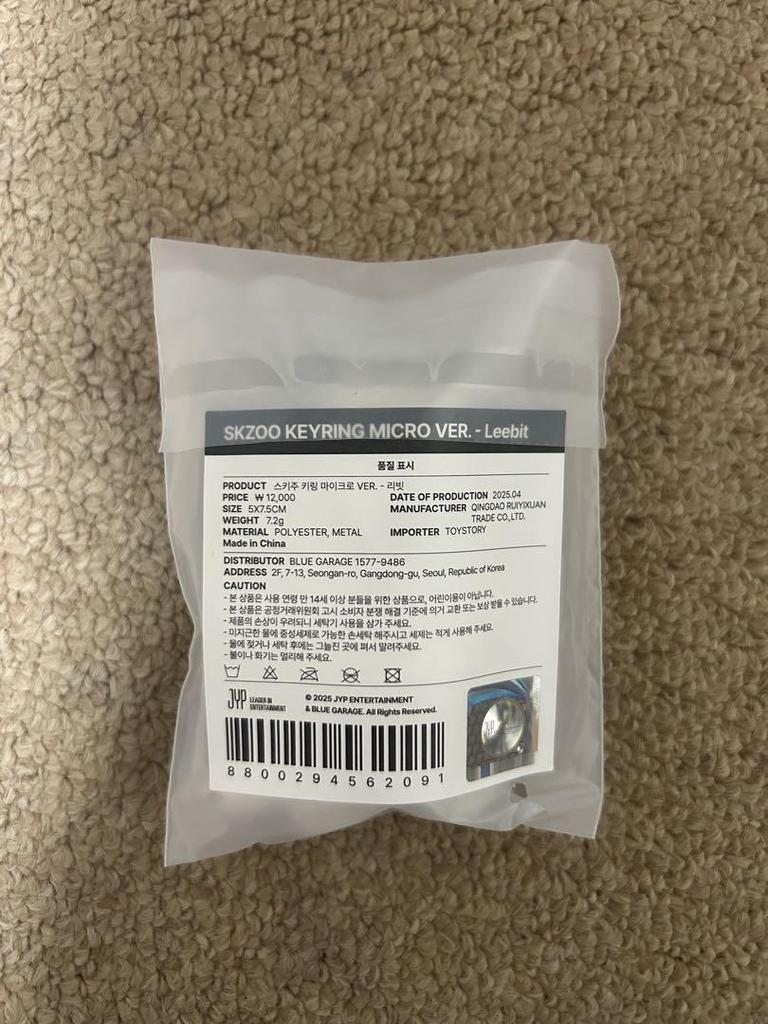 SKZOO KEYRING MICRO VER. - Leebit
품질 표시
PRODUCT 스키주 키링 마이크로 VER. - 리빗
PRICE ₩ 12,000
DATE OF PRODUCTION 2025.04
SIZE 5X7.5CM
MANUFACTURER QINGDAO RUIYIXUAN
TRADE CO.,LTD.
WEIGHT 7.2g
MATERIAL POLYESTER, METAL
IMPORTER TOYSTORY
Made in China
DISTRIBUTOR BLUE GARAGE 1577-9486
ADDRESS 2F, 7-13, Seongan-ro, Gangdong-gu, Seoul, Republic of Korea
CAUTION
- 본 상품은 사용 연령 만 14세 이상 분들을 위한 상품으로, 어린이용이 아닙니다.
- 본 상품은 공정거래위원회 고시 소비자 분쟁 해결 기준에 의거 교환 또는 보상 받을 수 있습니다.
- 제품의 손상이 우려되니 세탁기 사용을 삼가 주세요.
- 미지근한 물에 중성세제로 가능한 손세탁 해주시고 세제는 적게 사용해 주세요.
- 물에 젖거나 세탁 후에는 그늘진 곳에 펴서 말려주세요.
- 불이나 화기는 멀리해 주세요.
JYP LEADER IN
ENTERTAINMENT
© 2025 JYP ENTERTAINMENT
& BLUE GARAGE. All Rights Reserved.
JYP
8800294562091